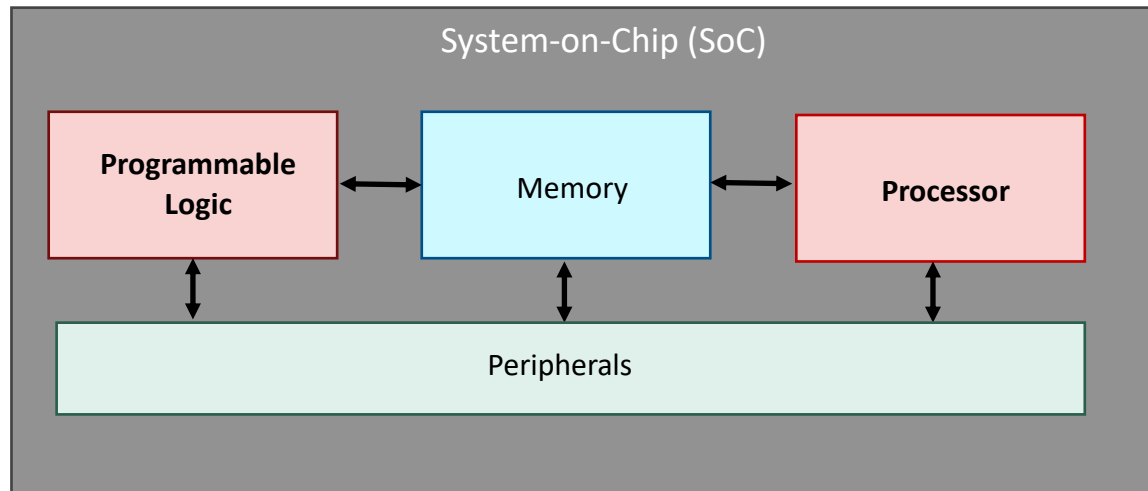 System-on-Chip (SoC)
Programmable
Logic
Memory
Processor
Peripherals